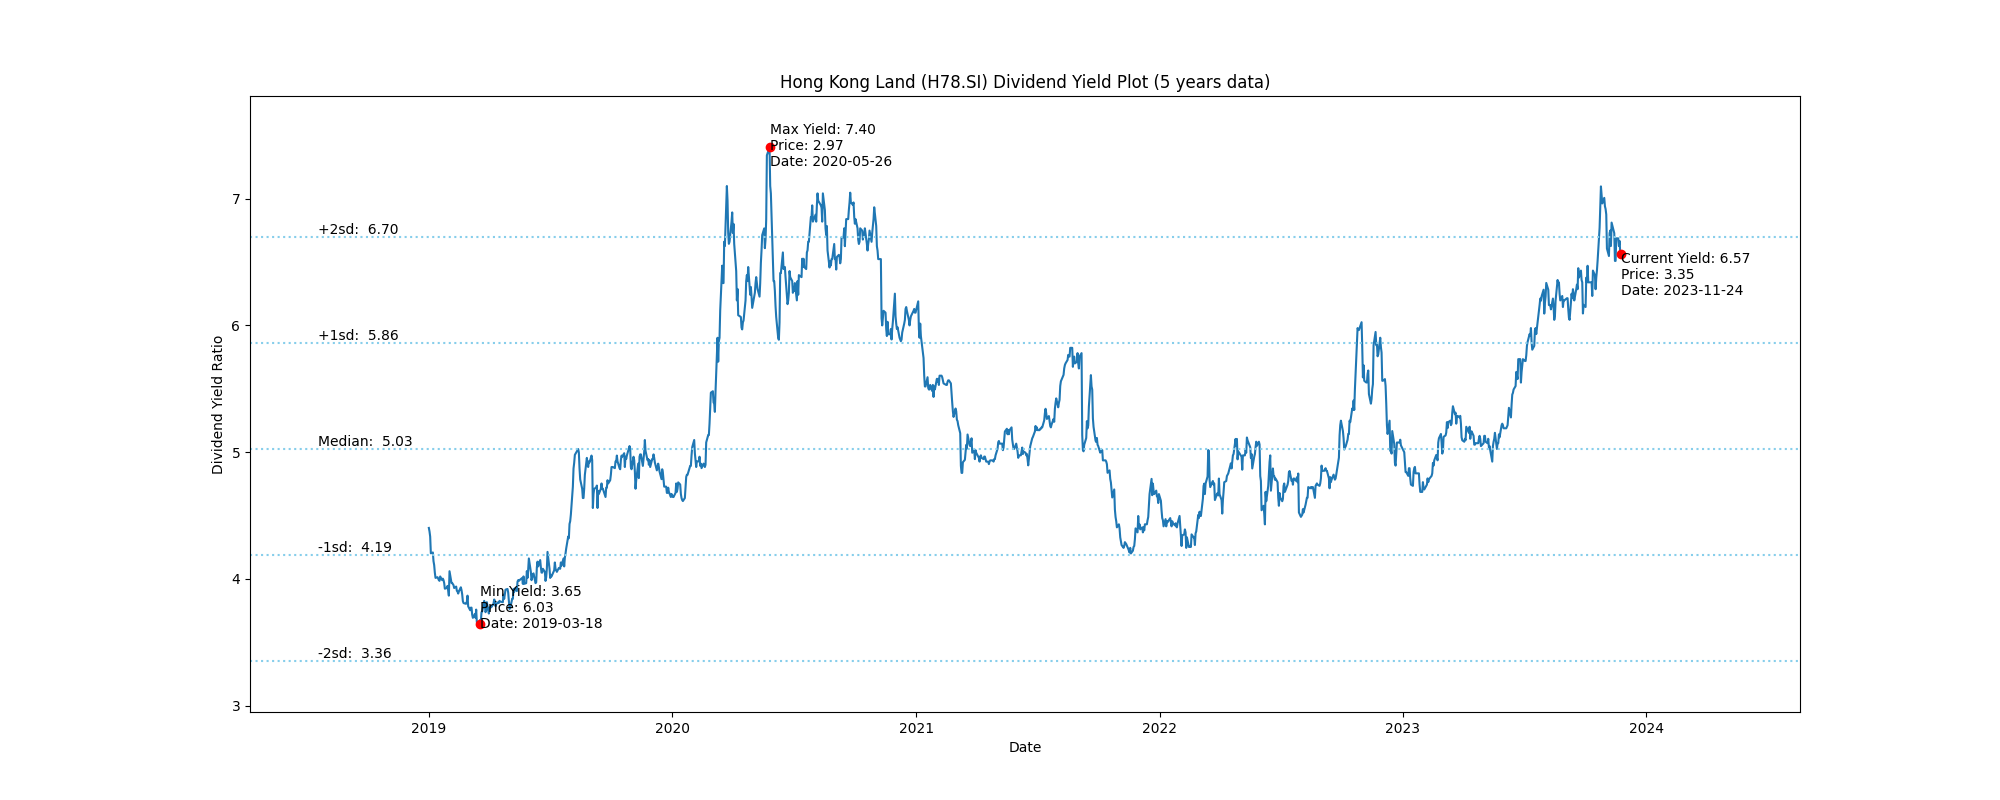 Hong Kong Land (H78.SI) Dividend Yield Plot (5 years data)
Max Yield: 7.40
Price: 2.97
Date: 2020-05-26
7
+2sd:  6.70
Current Yield: 6.57
Price: 3.35
Date: 2023-11-24
6
+1sd:  5.86
Dividend Yield Ratio
Median:  5.03
5
-1sd:  4.19
4
Min Yield: 3.65
Price: 6.03
Date: 2019-03-18
-2sd:  3.36
3
2019 2020 2021 2022 2023 2024
Date